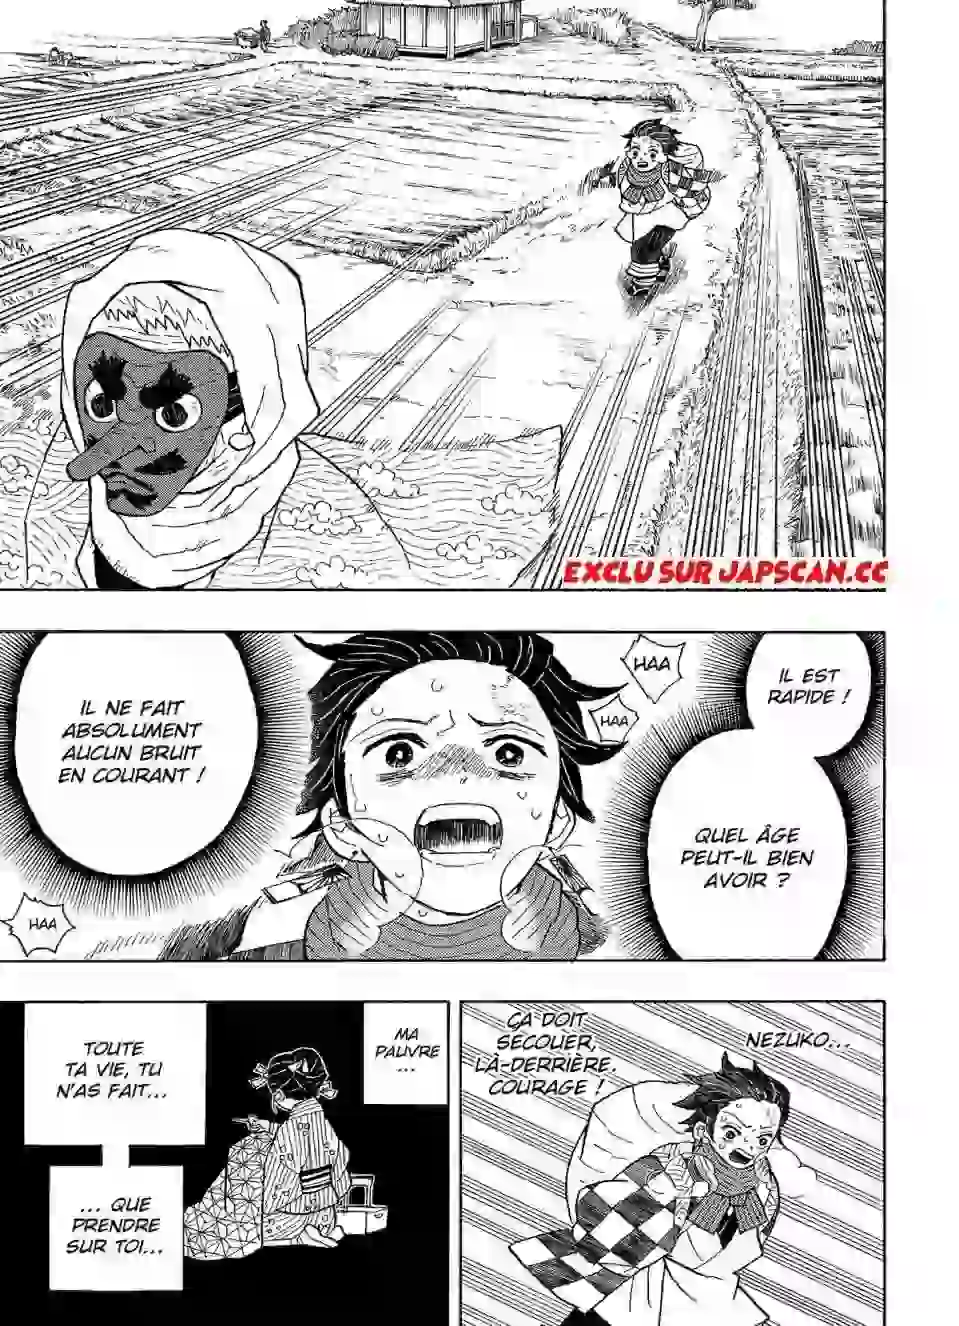 EXCLU SUR JAPSCAN.CC
HAA
IL EST
RAPIDE !
HAA
QUEL ÂGE
PEUT-IL BIEN
AVOIR ?
IL NE FAIT
ABSOLUMENT
AUCUN BRUIT
EN COURANT !
HAA
NEZUKO...
ÇA DOIT
SECOUER,
LÀ-DERRIÈRE.
COURAGE !
MA
PAUVRE
...
TOUTE
TA VIE, TU
N'AS FAIT...
... QUE
PRENDRE
SUR TOI...